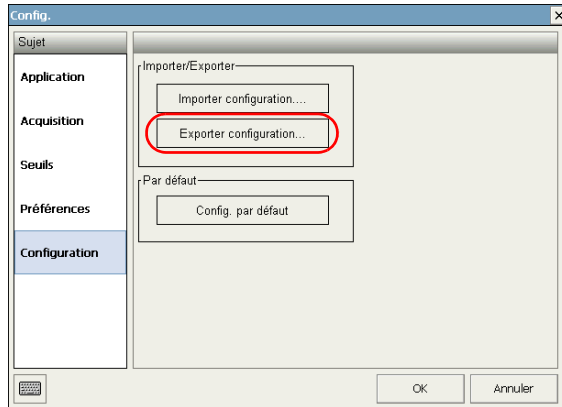 Config.
Sujet
Application
Acquisition
Seuils
Préférences
Configuration
Importer/Exporter
Importer configuration....
Exporter configuration...
Par défaut
Config. par défaut
OK
Annuler